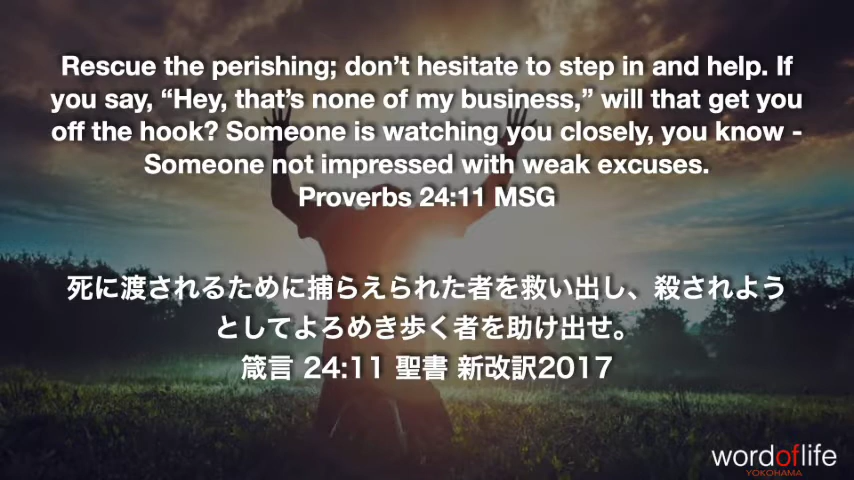 Rescue the perishing; don’t hesitate to step in and help. If
you say, “Hey, that’s none of my business,” will that get you
off the hook? Someone is watching you closely, you know -
Someone not impressed with weak excuses.
Proverbs 24:11 MSG
死に渡されるために捕らえられた者を救い出し、殺されよう
としてよろめき歩く者を助け出せ。
箴言 24:11 聖書 新改訳2017
wordoflife
YOKOHAMA